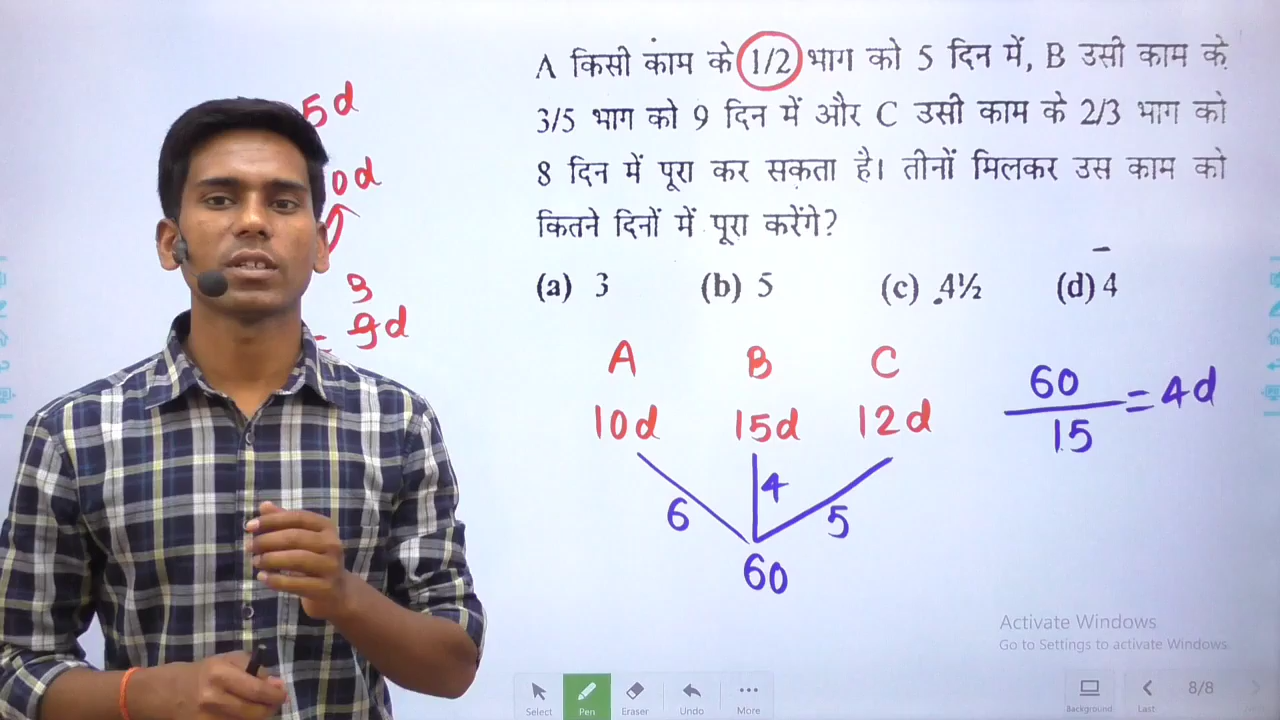 A किसी काम के 1/2 भाग को 5 दिन में, B उसी काम के
3/5 भाग को 9 दिन में और C उसी काम के 2/3 भाग को
8 दिन में पूरा कर सकता है। तीनों मिलकर उस काम को
कितने दिनों में पूरा करेंगे?
(a) 3 (b) 5 (c) 4½ (d) 4
5d
0d
3
= 9d
A B C
10d 15d 12d
60
15
= 4d
6 4 5
60
Activate Windows
Go to Settings to activate Windows.
Select Pen Eraser Undo More
Background Last 8/8